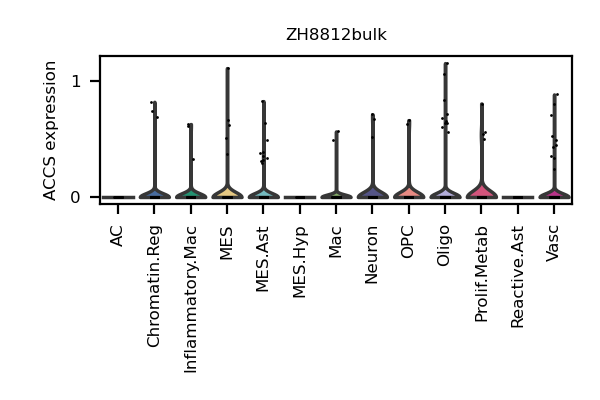 ZH8812bulk
ACCS expression
1
0
AC
Chromatin.Reg
Inflammatory.Mac
MES
MES.Ast
MES.Hyp
Mac
Neuron
OPC
Oligo
Prolif.Metab
Reactive.Ast
Vasc